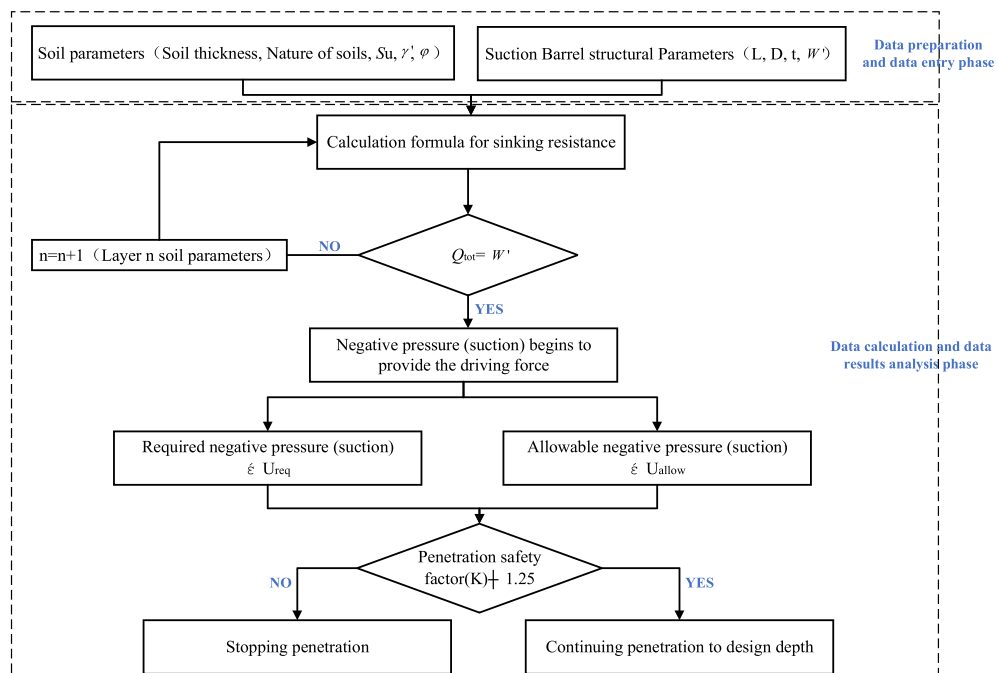 Soil parameters（Soil thickness, Nature of soils, Su, γ', φ）
Suction Barrel structural Parameters（L, D, t, W'）
Data preparation
and data entry phase
Calculation formula for sinking resistance
n=n+1（Layer n soil parameters）
NO
Qtot= W'
YES
Negative pressure (suction) begins to
provide the driving force
Data calculation and data
results analysis phase
Required negative pressure (suction)
έ Ureq
Allowable negative pressure (suction)
έ Uallow
Penetration safety
factor(K)┼ 1.25
NO
YES
Stopping penetration
Continuing penetration to design depth